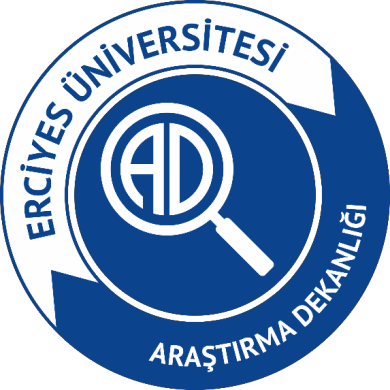 ERCİYES ÜNİVERSİTESİ
AD
ARAŞTIRMA DEKANLIĞI